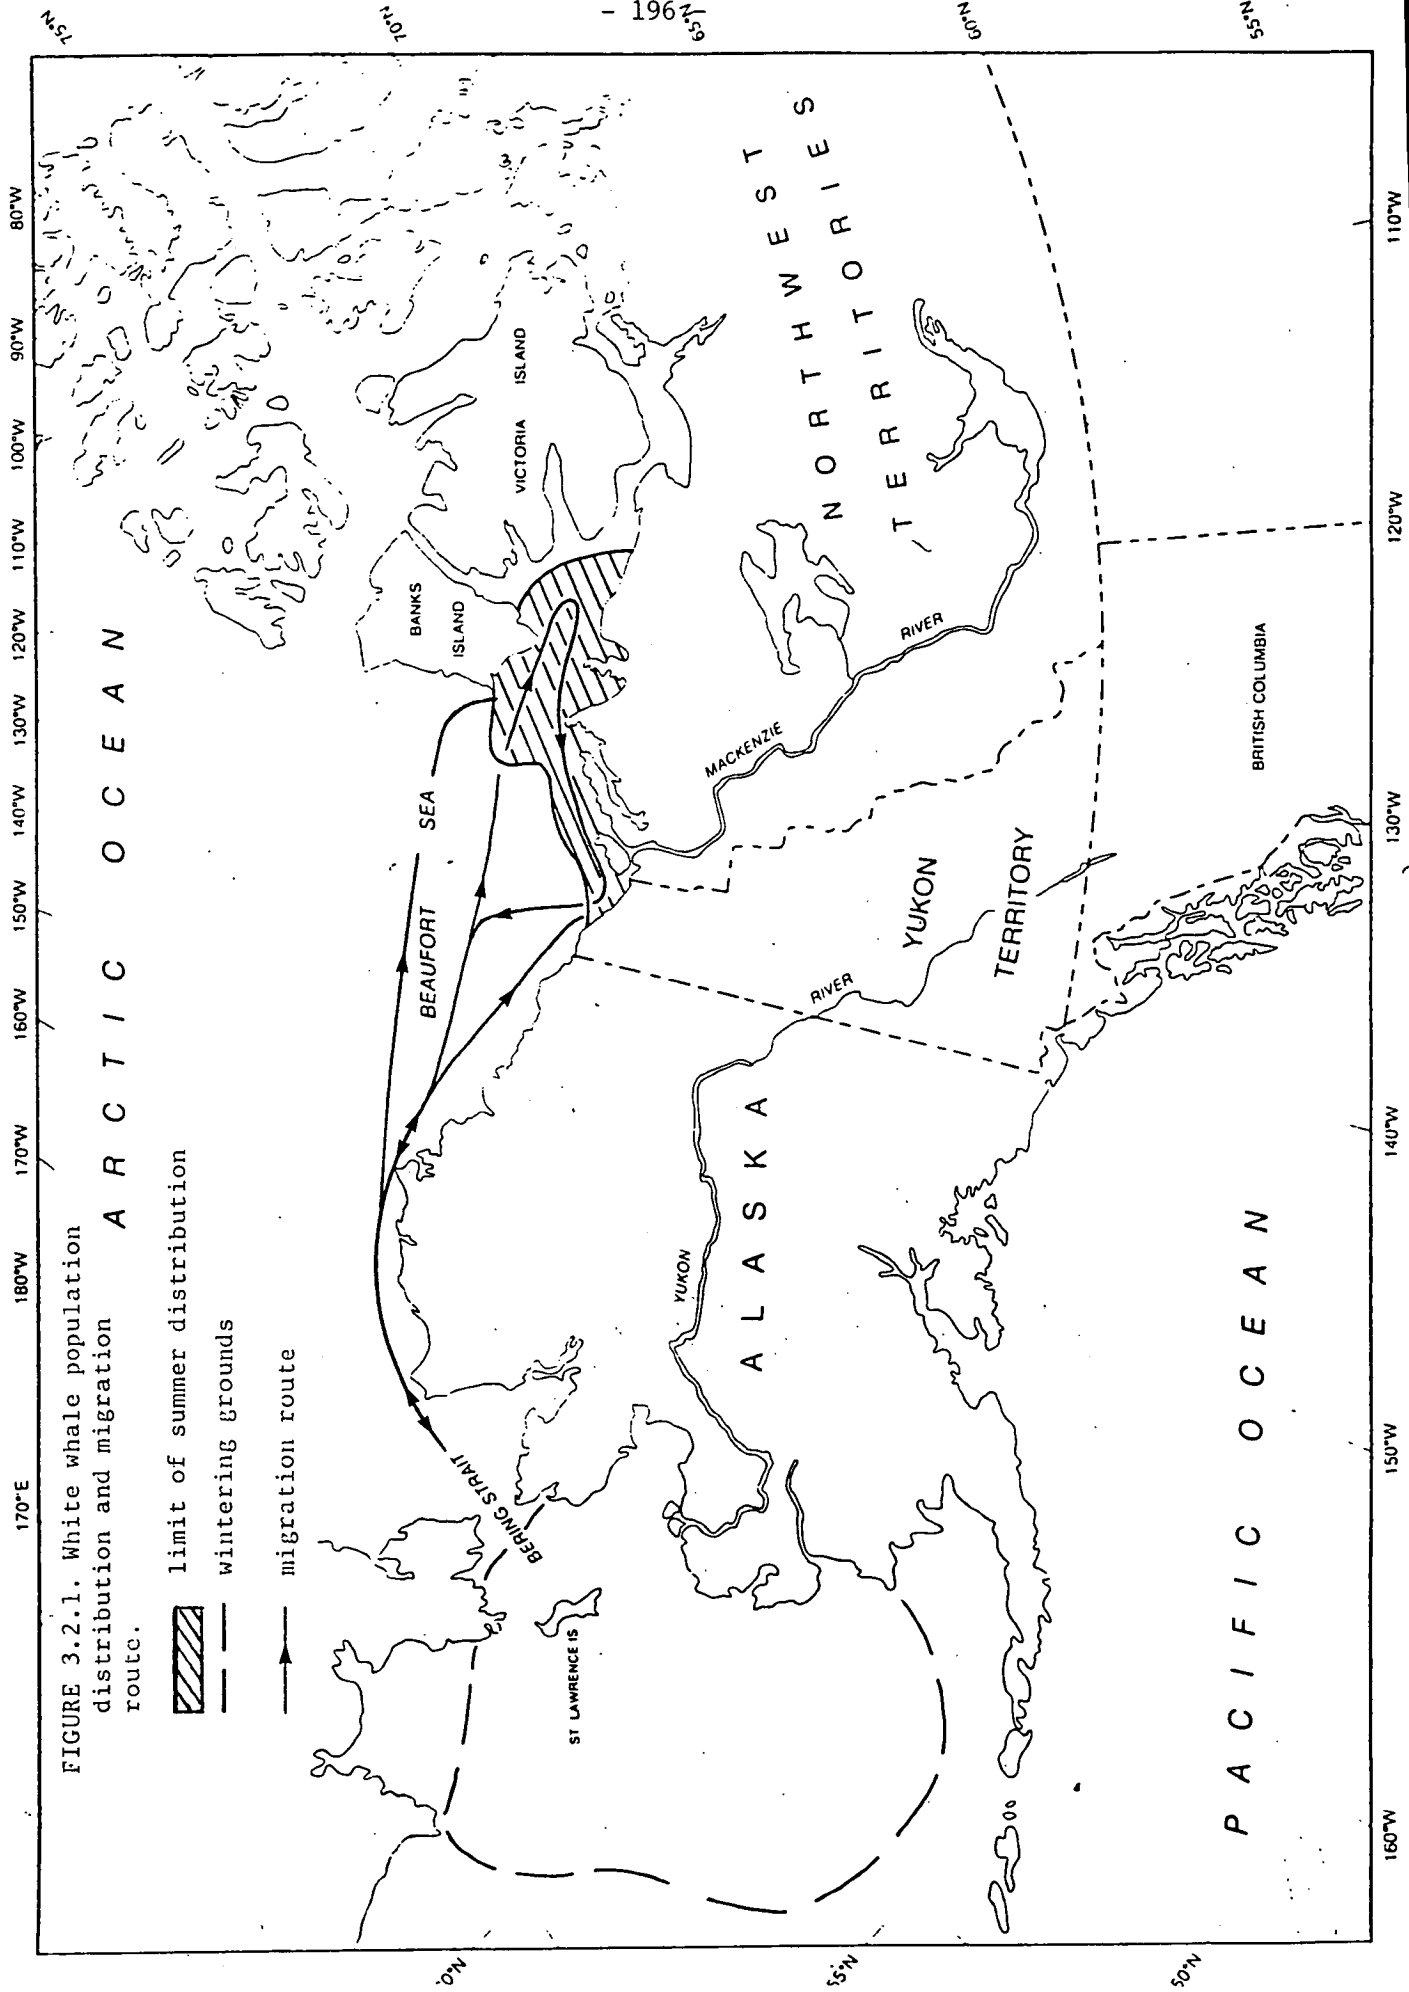 - 196 -
FIGURE 3.2.1. White whale population
distribution and migration
route.
limit of summer distribution
wintering grounds
migration route
170°E
180°W
170°W
160°W
150°W
140°W
130°W
120°W
110°W
100°W
90°W
80°W
75°N
70°N
65°N
60°N
55°N
ARCTIC OCEAN
BEAUFORT SEA
BANKS
ISLAND
VICTORIA ISLAND
BERING STRAIT
ST LAWRENCE IS
ALASKA
YUKON
RIVER
YUKON
TERRITORY
MACKENZIE
RIVER
NORTHWEST
TERRITORIES
BRITISH COLUMBIA
PACIFIC OCEAN
55°N
50°N
160°W
150°W
140°W
130°W
120°W
110°W